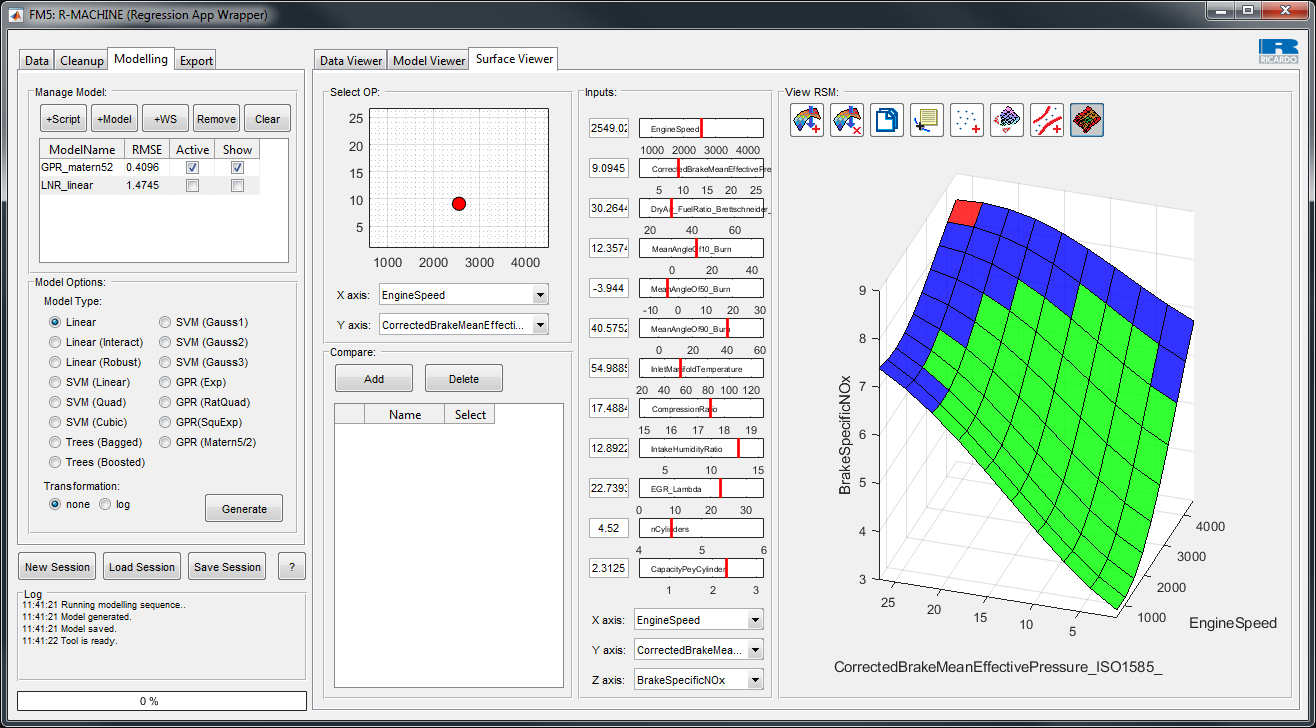 FM5: R-MACHINE (Regression App Wrapper)
RICARDO
Data Cleanup Modelling Export
Manage Model:
+Script +Model +WS Remove Clear
ModelName RMSE Active Show
GPR_matern52 0.4096
LNR_linear 1.4745
Model Options:
Model Type:
Linear SVM (Gauss1)
Linear (Interact) SVM (Gauss2)
Linear (Robust) SVM (Gauss3)
SVM (Linear) GPR (Exp)
SVM (Quad) GPR (RatQuad)
SVM (Cubic) GPR(SquExp)
Trees (Bagged) GPR (Matern5/2)
Trees (Boosted)
Transformation:
none log
Generate
New Session Load Session Save Session ?
Log
11:41:21 Running modelling sequence..
11:41:21 Model generated.
11:41:21 Model saved.
11:41:22 Tool is ready.
0 %
Data Viewer Model Viewer Surface Viewer
Select OP:
25
20
15
10
5
1000 2000 3000 4000
X axis: EngineSpeed
Y axis: CorrectedBrakeMeanEffecti...
Compare:
Add Delete
Name Select
Inputs:
2549.02 EngineSpeed
1000 2000 3000 4000
9.0945 CorrectedBrakeMeanEffectivePre
5 10 15 20 25
30.2644 DryAir_FuelRatio_Brettschneider_
20 40 60
12.3574 MeanAngleOf10_Burn
0 20 40
-3.944 MeanAngleOf50_Burn
-10 0 10 20 30
40.5752 MeanAngleOf90_Burn
0 20 40 60
54.9885 InletManifoldTemperature
20 40 60 80 100 120
17.4884 CompressionRatio
15 16 17 18 19
12.8922 IntakeHumidityRatio
5 10 15
22.7393 EGR_Lambda
0 10 20 30
4.52 nCylinders
4 5 6
2.3125 CapacityPeyCylinder
1 2 3
X axis: EngineSpeed
Y axis: CorrectedBrakeMea...
Z axis: BrakeSpecificNOx
View RSM:
BrakeSpecificNOx
9
8
7
6
5
4
3
25 20 15 10 5
1000 2000 3000 4000
EngineSpeed
CorrectedBrakeMeanEffectivePressure_ISO1585_